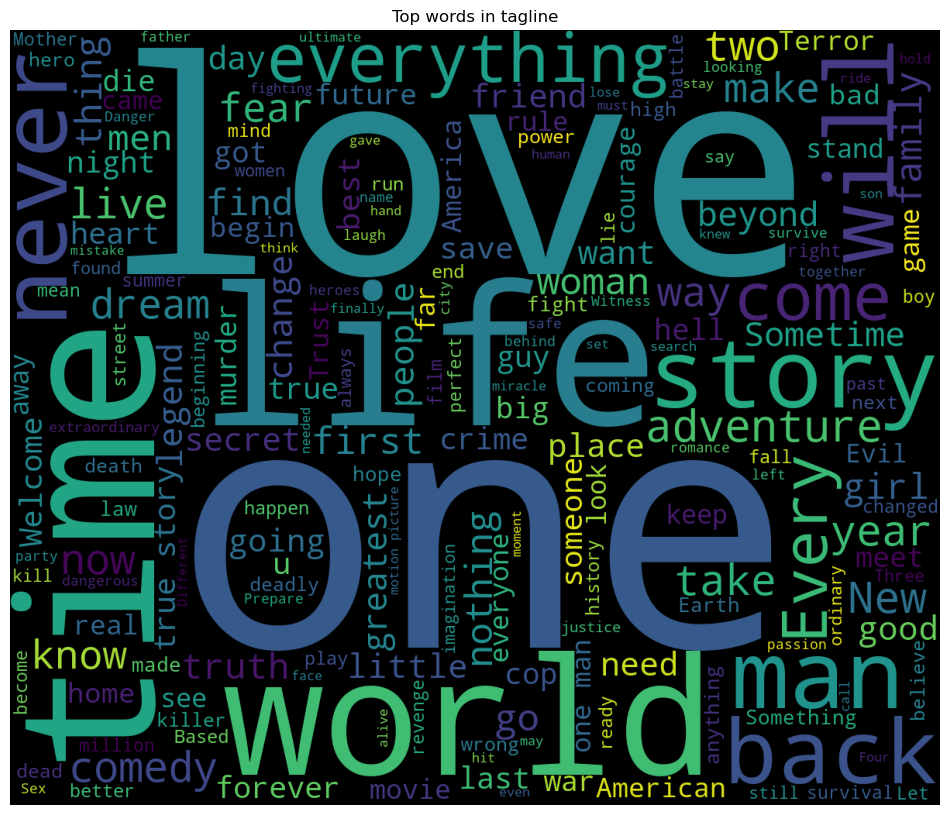 Top words in tagline
Mother
father
ultimate
hero
thing
day
everything
two
Terror
hold
die
came
fear
fighting
future
friend
battle
looking
stay
make
ride
bad
family
never
Danger
men
mind
got
women
love
lose
must
high
rule
power
human
say
stand
will
night
gave
best
run
name
hand
laugh
America
courage
beyond
knew
survive
son
live
find
begin
think
save
want
lie
right
game
heart
mistake
found
summer
mean
dream
change
heroes
finally
end
city
far
woman
fight
Witness
way
together
come
boy
street
murder
Trust
people
life
safe
behind
set
search
hell
Sometime
story
time
beginning
true
always
film
perfect
guy
miracle
coming
past
next
big
adventure
away
Welcome
extraordinary
true story
legend
secret
needed
first
crime
place
romance
fall
left
Evil
girl
changed
death
law
one
hope
happen
going
u
deadly
Prepare
greatest
motion picture
imagination
nothing
everyone
moment
someone
history
look
keep
take
Earth
justice
Every
year
meet
Three
ordinary
New
good
passion
party
kill
now
dangerous
Different
real
know
made
truth
play
face
little
cop
one man
need
ready
anything
man
call
believe
become
home
see
killer
Based
world
alive
revenge
wrong
may
hit
go
Something
back
Four
million
dead
comedy
Sex
better
forever
movie
last
even
war
American
still
survival
Let